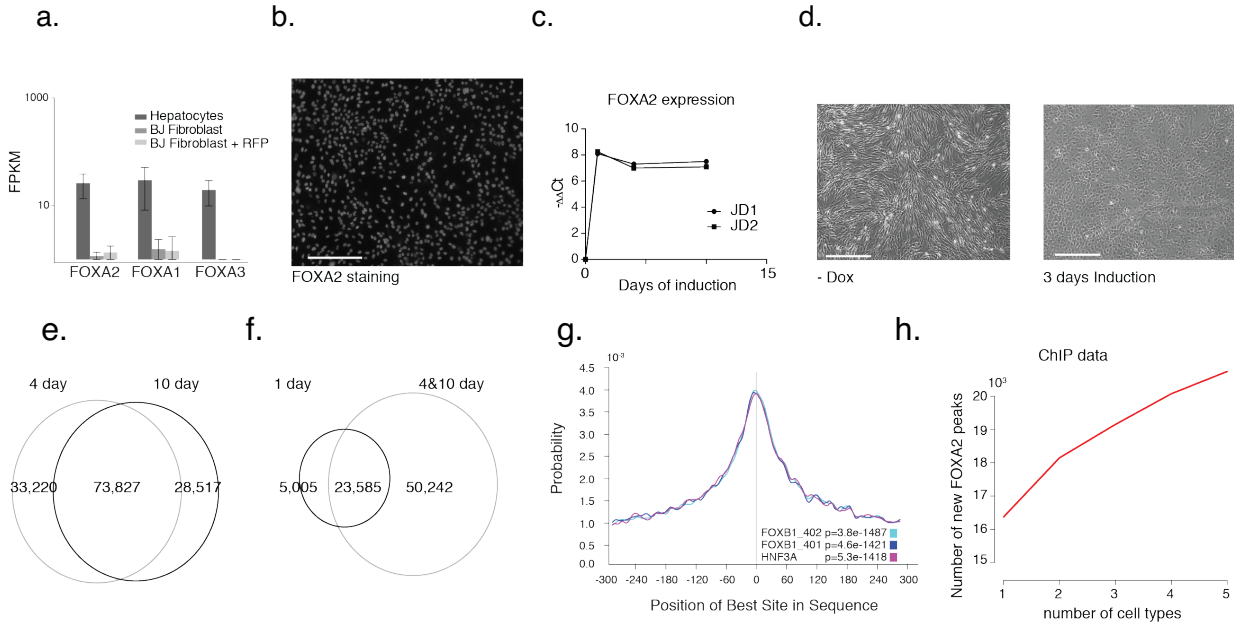 a.
1000
10
FPKM
Hepatocytes
BJ Fibroblast
BJ Fibroblast + RFP
FOXA2 FOXA1 FOXA3
b.
FOXA2 staining
c.
FOXA2 expression
10
8
6
4
2
0
-ΔΔCt
JD1
JD2
0 15
Days of induction
d.
- Dox
3 days Induction
e.
4 day 10 day
33,220 73,827 28,517
f.
1 day 4&10 day
5,005 23,585 50,242
g.
10⁻³
4.5
4.0
3.5
3.0
2.5
2.0
1.5
1.0
0.5
0.0
Probability
FOXB1_402 p=3.8e-1487
FOXB1_401 p=4.6e-1421
HNF3A p=5.3e-1418
-300 -240 -180 -120 -60 0 60 120 180 240 300
Position of Best Site in Sequence
h.
ChIP data
10³
20
19
18
17
16
15
Number of new FOXA2 peaks
1 2 3 4 5
number of cell types